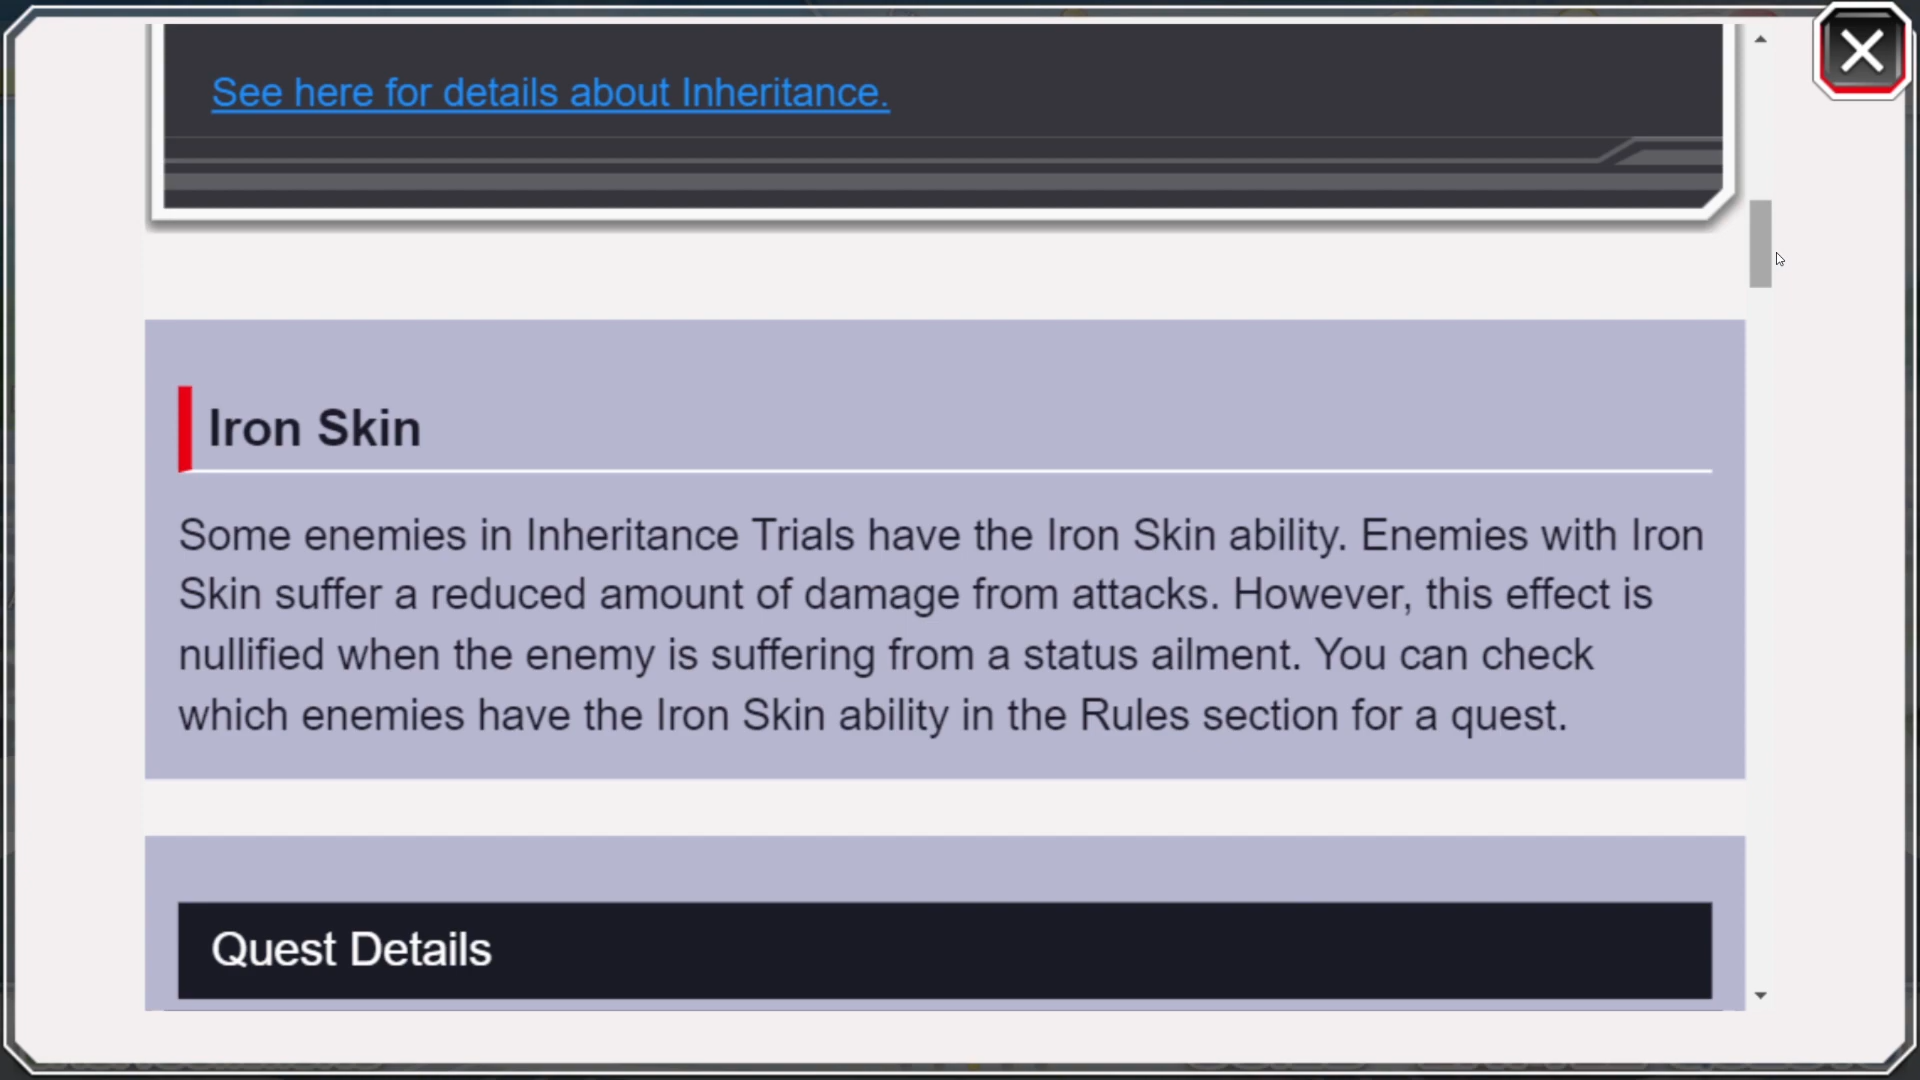 See here for details about Inheritance.
Iron Skin
Some enemies in Inheritance Trials have the Iron Skin ability. Enemies with Iron
Skin suffer a reduced amount of damage from attacks. However, this effect is
nullified when the enemy is suffering from a status ailment. You can check
which enemies have the Iron Skin ability in the Rules section for a quest.
Quest Details